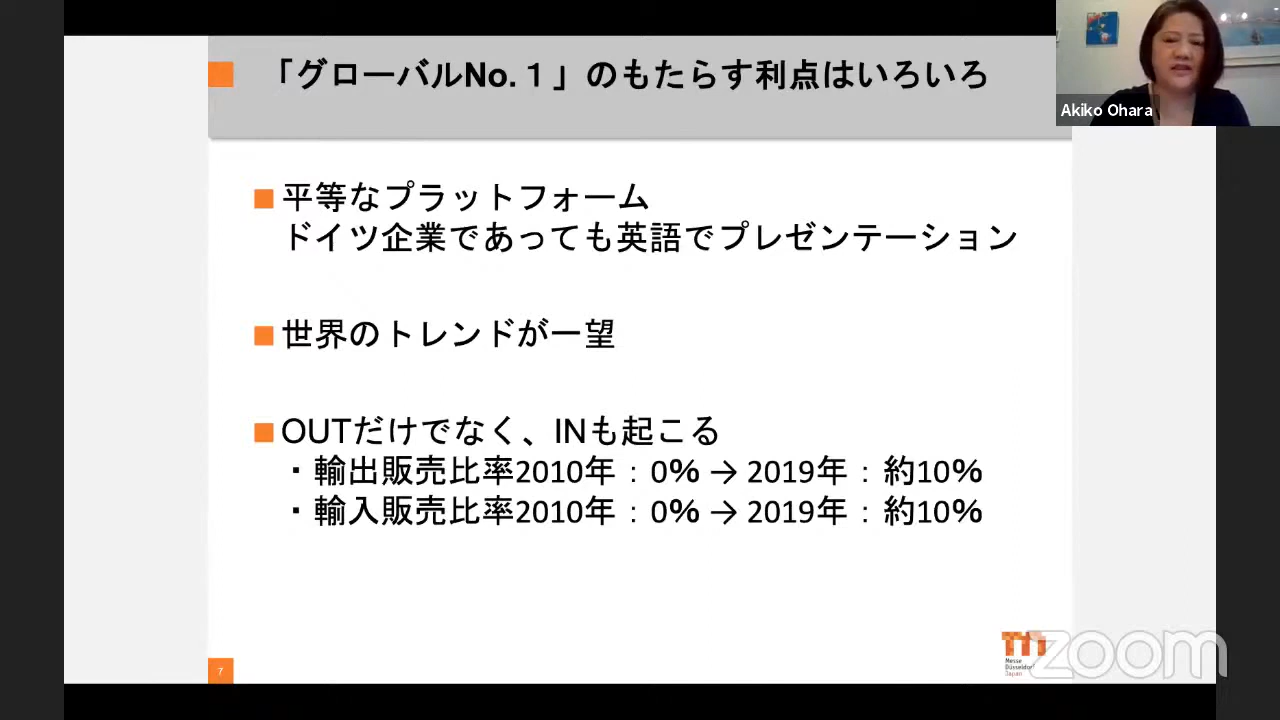 「グローバルNo.１」のもたらす利点はいろいろ
Akiko Ohara
■平等なプラットフォーム
ドイツ企業であっても英語でプレゼンテーション
■世界のトレンドが一望
■OUTだけでなく、INも起こる
・輸出販売比率2010年：0％→2019年：約10％
・輸入販売比率2010年：0％→2019年：約10％
7
Messe
Düsseldorf
Japan
zoom